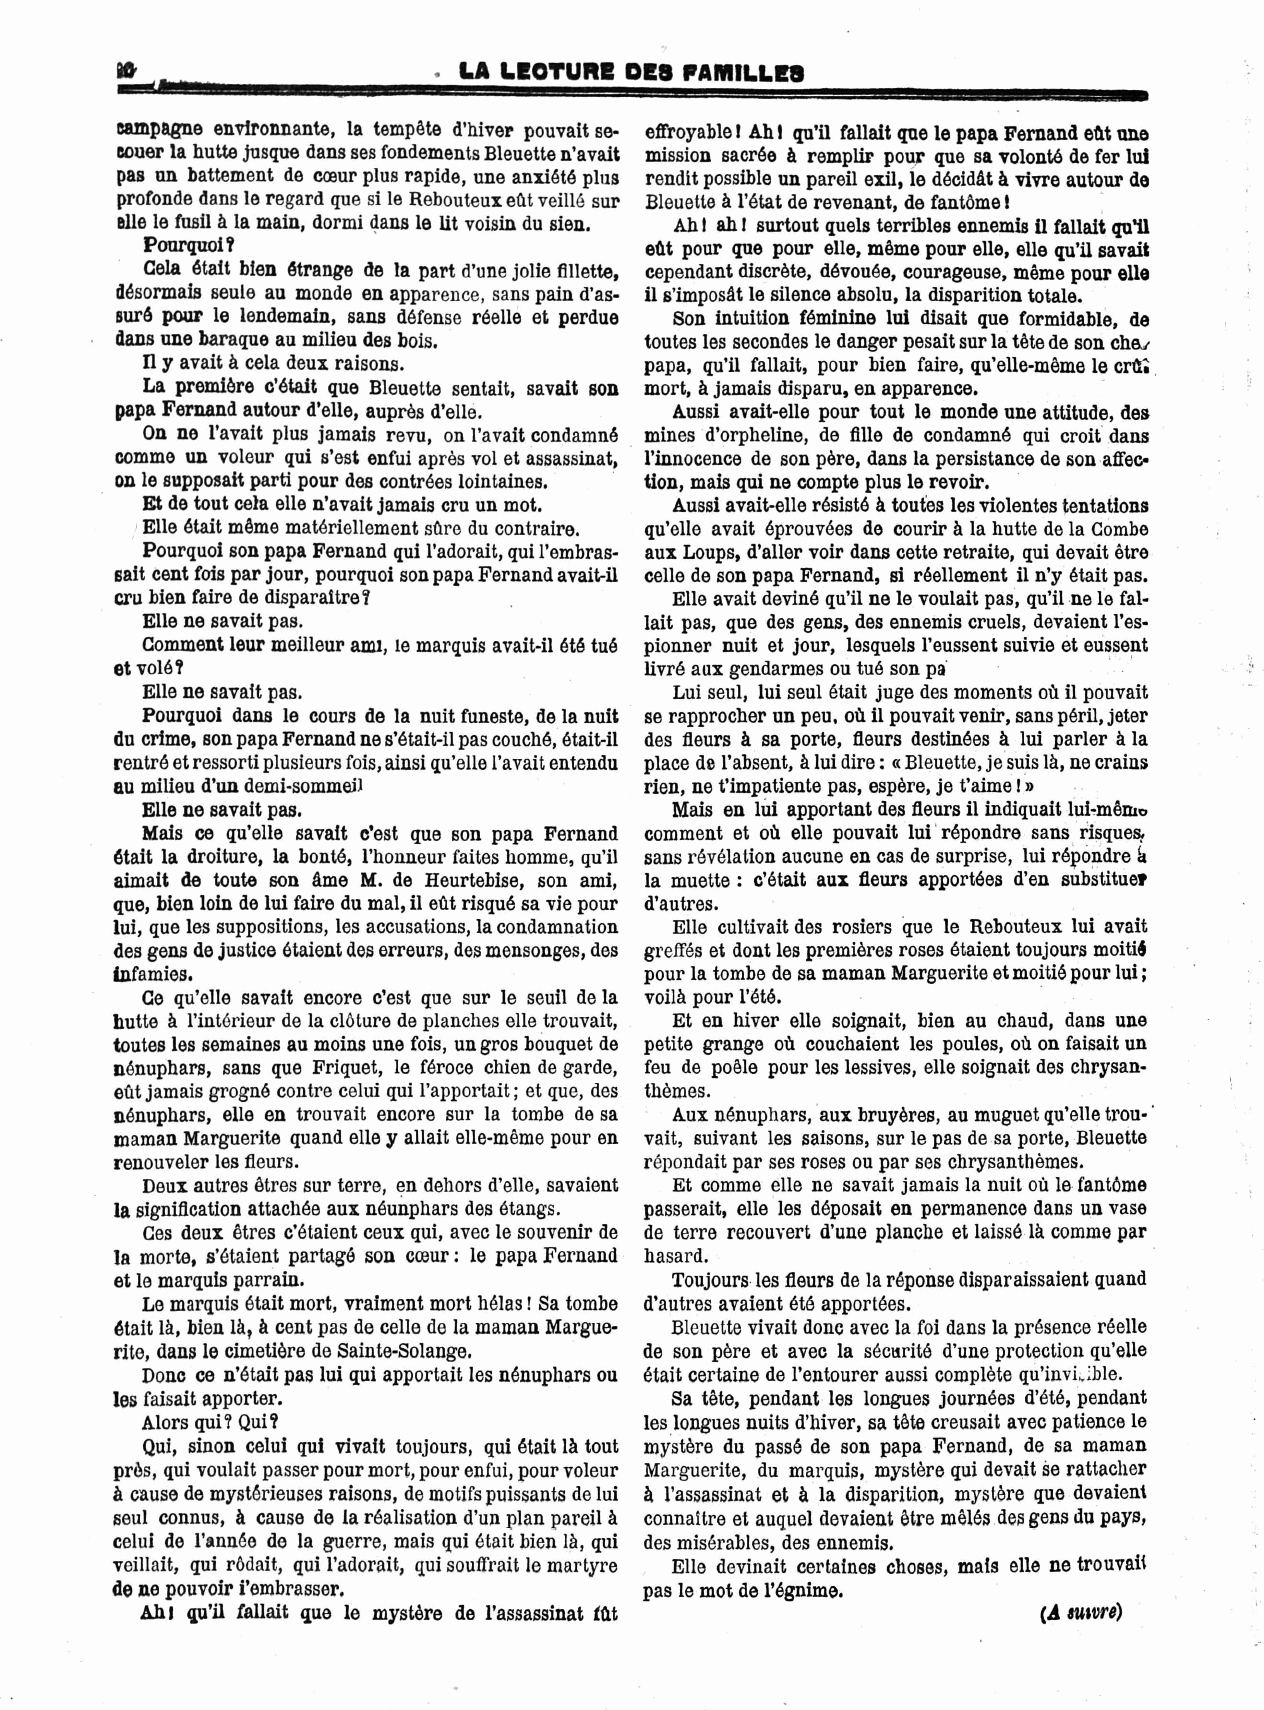 LA LECTURE DES FAMILLES
campagne environnante, la tempête d'hiver pouvait se-
couer la hutte jusque dans ses fondements Bleuette n'avait
pas un battement de cœur plus rapide, une anxiété plus
profonde dans le regard que si le Rebouteux eût veillé sur
elle le fusil à la main, dormi dans le lit voisin du sien.
Pourquoi?
Cela était bien étrange de la part d'une jolie fillette,
désormais seule au monde en apparence, sans pain d'as-
suré pour le lendemain, sans défense réelle et perdue
dans une baraque au milieu des bois.
Il y avait à cela deux raisons.
La première c'était que Bleuette sentait, savait son
papa Fernand autour d'elle, auprès d'elle.
On ne l'avait plus jamais revu, on l'avait condamné
comme un voleur qui s'est enfui après vol et assassinat,
on le supposait parti pour des contrées lointaines.
Et de tout cela elle n'avait jamais cru un mot.
Elle était même matériellement sûre du contraire.
Pourquoi son papa Fernand qui l'adorait, qui l'embras-
sait cent fois par jour, pourquoi son papa Fernand avait-il
cru bien faire de disparaître?
Elle ne savait pas.
Comment leur meilleur ami, le marquis avait-il été tué
et volé?
Elle ne savait pas.
Pourquoi dans le cours de la nuit funeste, de la nuit
du crime, son papa Fernand ne s'était-il pas couché, était-il
rentré et ressorti plusieurs fois, ainsi qu'elle l'avait entendu
au milieu d'un demi-sommeil
Elle ne savait pas.
Mais ce qu'elle savait c'est que son papa Fernand
était la droiture, la bonté, l'honneur faites homme, qu'il
aimait de toute son âme M. de Heurtebise, son ami,
que, bien loin de lui faire du mal, il eût risqué sa vie pour
lui, que les suppositions, les accusations, la condamnation
des gens de justice étaient des erreurs, des mensonges, des
infamies.
Ce qu'elle savait encore c'est que sur le seuil de la
hutte à l'intérieur de la clôture de planches elle trouvait,
toutes les semaines au moins une fois, un gros bouquet de
nénuphars, sans que Friquet, le féroce chien de garde,
eût jamais grogné contre celui qui l'apportait; et que, des
nénuphars, elle en trouvait encore sur la tombe de sa
maman Marguerite quand elle y allait elle-même pour en
renouveler les fleurs.
Deux autres êtres sur terre, en dehors d'elle, savaient
la signification attachée aux néunphars des étangs.
Ces deux êtres c'étaient ceux qui, avec le souvenir de
la morte, s'étaient partagé son cœur: le papa Fernand
et le marquis parrain.
Le marquis était mort, vraiment mort hélas! Sa tombe
était là, bien là, à cent pas de celle de la maman Margue-
rite, dans le cimetière de Sainte-Solange.
Donc ce n'était pas lui qui apportait les nénuphars ou
les faisait apporter.
Alors qui? Qui?
Qui, sinon celui qui vivait toujours, qui était là tout
près, qui voulait passer pour mort, pour enfui, pour voleur
à cause de mystérieuses raisons, de motifs puissants de lui
seul connus, à cause de la réalisation d'un plan pareil à
celui de l'année de la guerre, mais qui était bien là, qui
veillait, qui rôdait, qui l'adorait, qui souffrait le martyre
de ne pouvoir l'embrasser.
Ah! qu'il fallait que le mystère de l'assassinat fût
effroyable! Ah! qu'il fallait que le papa Fernand eût une
mission sacrée à remplir pour que sa volonté de fer lui
rendit possible un pareil exil, le décidât à vivre autour de
Bleuette à l'état de revenant, de fantôme!
Ah! ah! surtout quels terribles ennemis il fallait qu'il
eût pour que pour elle, même pour elle, elle qu'il savait
cependant discrète, dévouée, courageuse, même pour elle
il s'imposât le silence absolu, la disparition totale.
Son intuition féminine lui disait que formidable, de
toutes les secondes le danger pesait sur la tête de son cher
papa, qu'il fallait, pour bien faire, qu'elle-même le crût
mort, à jamais disparu, en apparence.
Aussi avait-elle pour tout le monde une attitude, des
mines d'orpheline, de fille de condamné qui croit dans
l'innocence de son père, dans la persistance de son affec-
tion, mais qui ne compte plus le revoir.
Aussi avait-elle résisté à toutes les violentes tentations
qu'elle avait éprouvées de courir à la hutte de la Combe
aux Loups, d'aller voir dans cette retraite, qui devait être
celle de son papa Fernand, si réellement il n'y était pas.
Elle avait deviné qu'il ne le voulait pas, qu'il ne le fal-
lait pas, que des gens, des ennemis cruels, devaient l'es-
pionner nuit et jour, lesquels l'eussent suivie et eussent
livré aux gendarmes ou tué son pa
Lui seul, lui seul était juge des moments où il pouvait
se rapprocher un peu, où il pouvait venir, sans péril, jeter
des fleurs à sa porte, fleurs destinées à lui parler à la
place de l'absent, à lui dire: « Bleuette, je suis là, ne crains
rien, ne t'impatiente pas, espère, je t'aime! »
Mais en lui apportant des fleurs il indiquait lui-même
comment et où elle pouvait lui répondre sans risques,
sans révélation aucune en cas de surprise, lui répondre à
la muette: c'était aux fleurs apportées d'en substituer
d'autres.
Elle cultivait des rosiers que le Rebouteux lui avait
greffés et dont les premières roses étaient toujours moitié
pour la tombe de sa maman Marguerite et moitié pour lui;
voilà pour l'été.
Et en hiver elle soignait, bien au chaud, dans une
petite grange où couchaient les poules, où on faisait un
feu de poêle pour les lessives, elle soignait des chrysan-
thèmes.
Aux nénuphars, aux bruyères, au muguet qu'elle trou-
vait, suivant les saisons, sur le pas de sa porte, Bleuette
répondait par ses roses ou par ses chrysanthèmes.
Et comme elle ne savait jamais la nuit où le fantôme
passerait, elle les déposait en permanence dans un vase
de terre recouvert d'une planche et laissé là comme par
hasard.
Toujours les fleurs de la réponse disparaissaient quand
d'autres avaient été apportées.
Bleuette vivait donc avec la foi dans la présence réelle
de son père et avec la sécurité d'une protection qu'elle
était certaine de l'entourer aussi complète qu'invisible.
Sa tête, pendant les longues journées d'été, pendant
les longues nuits d'hiver, sa tête creusait avec patience le
mystère du passé de son papa Fernand, de sa maman
Marguerite, du marquis, mystère qui devait se rattacher
à l'assassinat et à la disparition, mystère que devaient
connaître et auquel devaient être mêlés des gens du pays,
des misérables, des ennemis.
Elle devinait certaines choses, mais elle ne trouvait
pas le mot de l'égnime.
(A suivre)